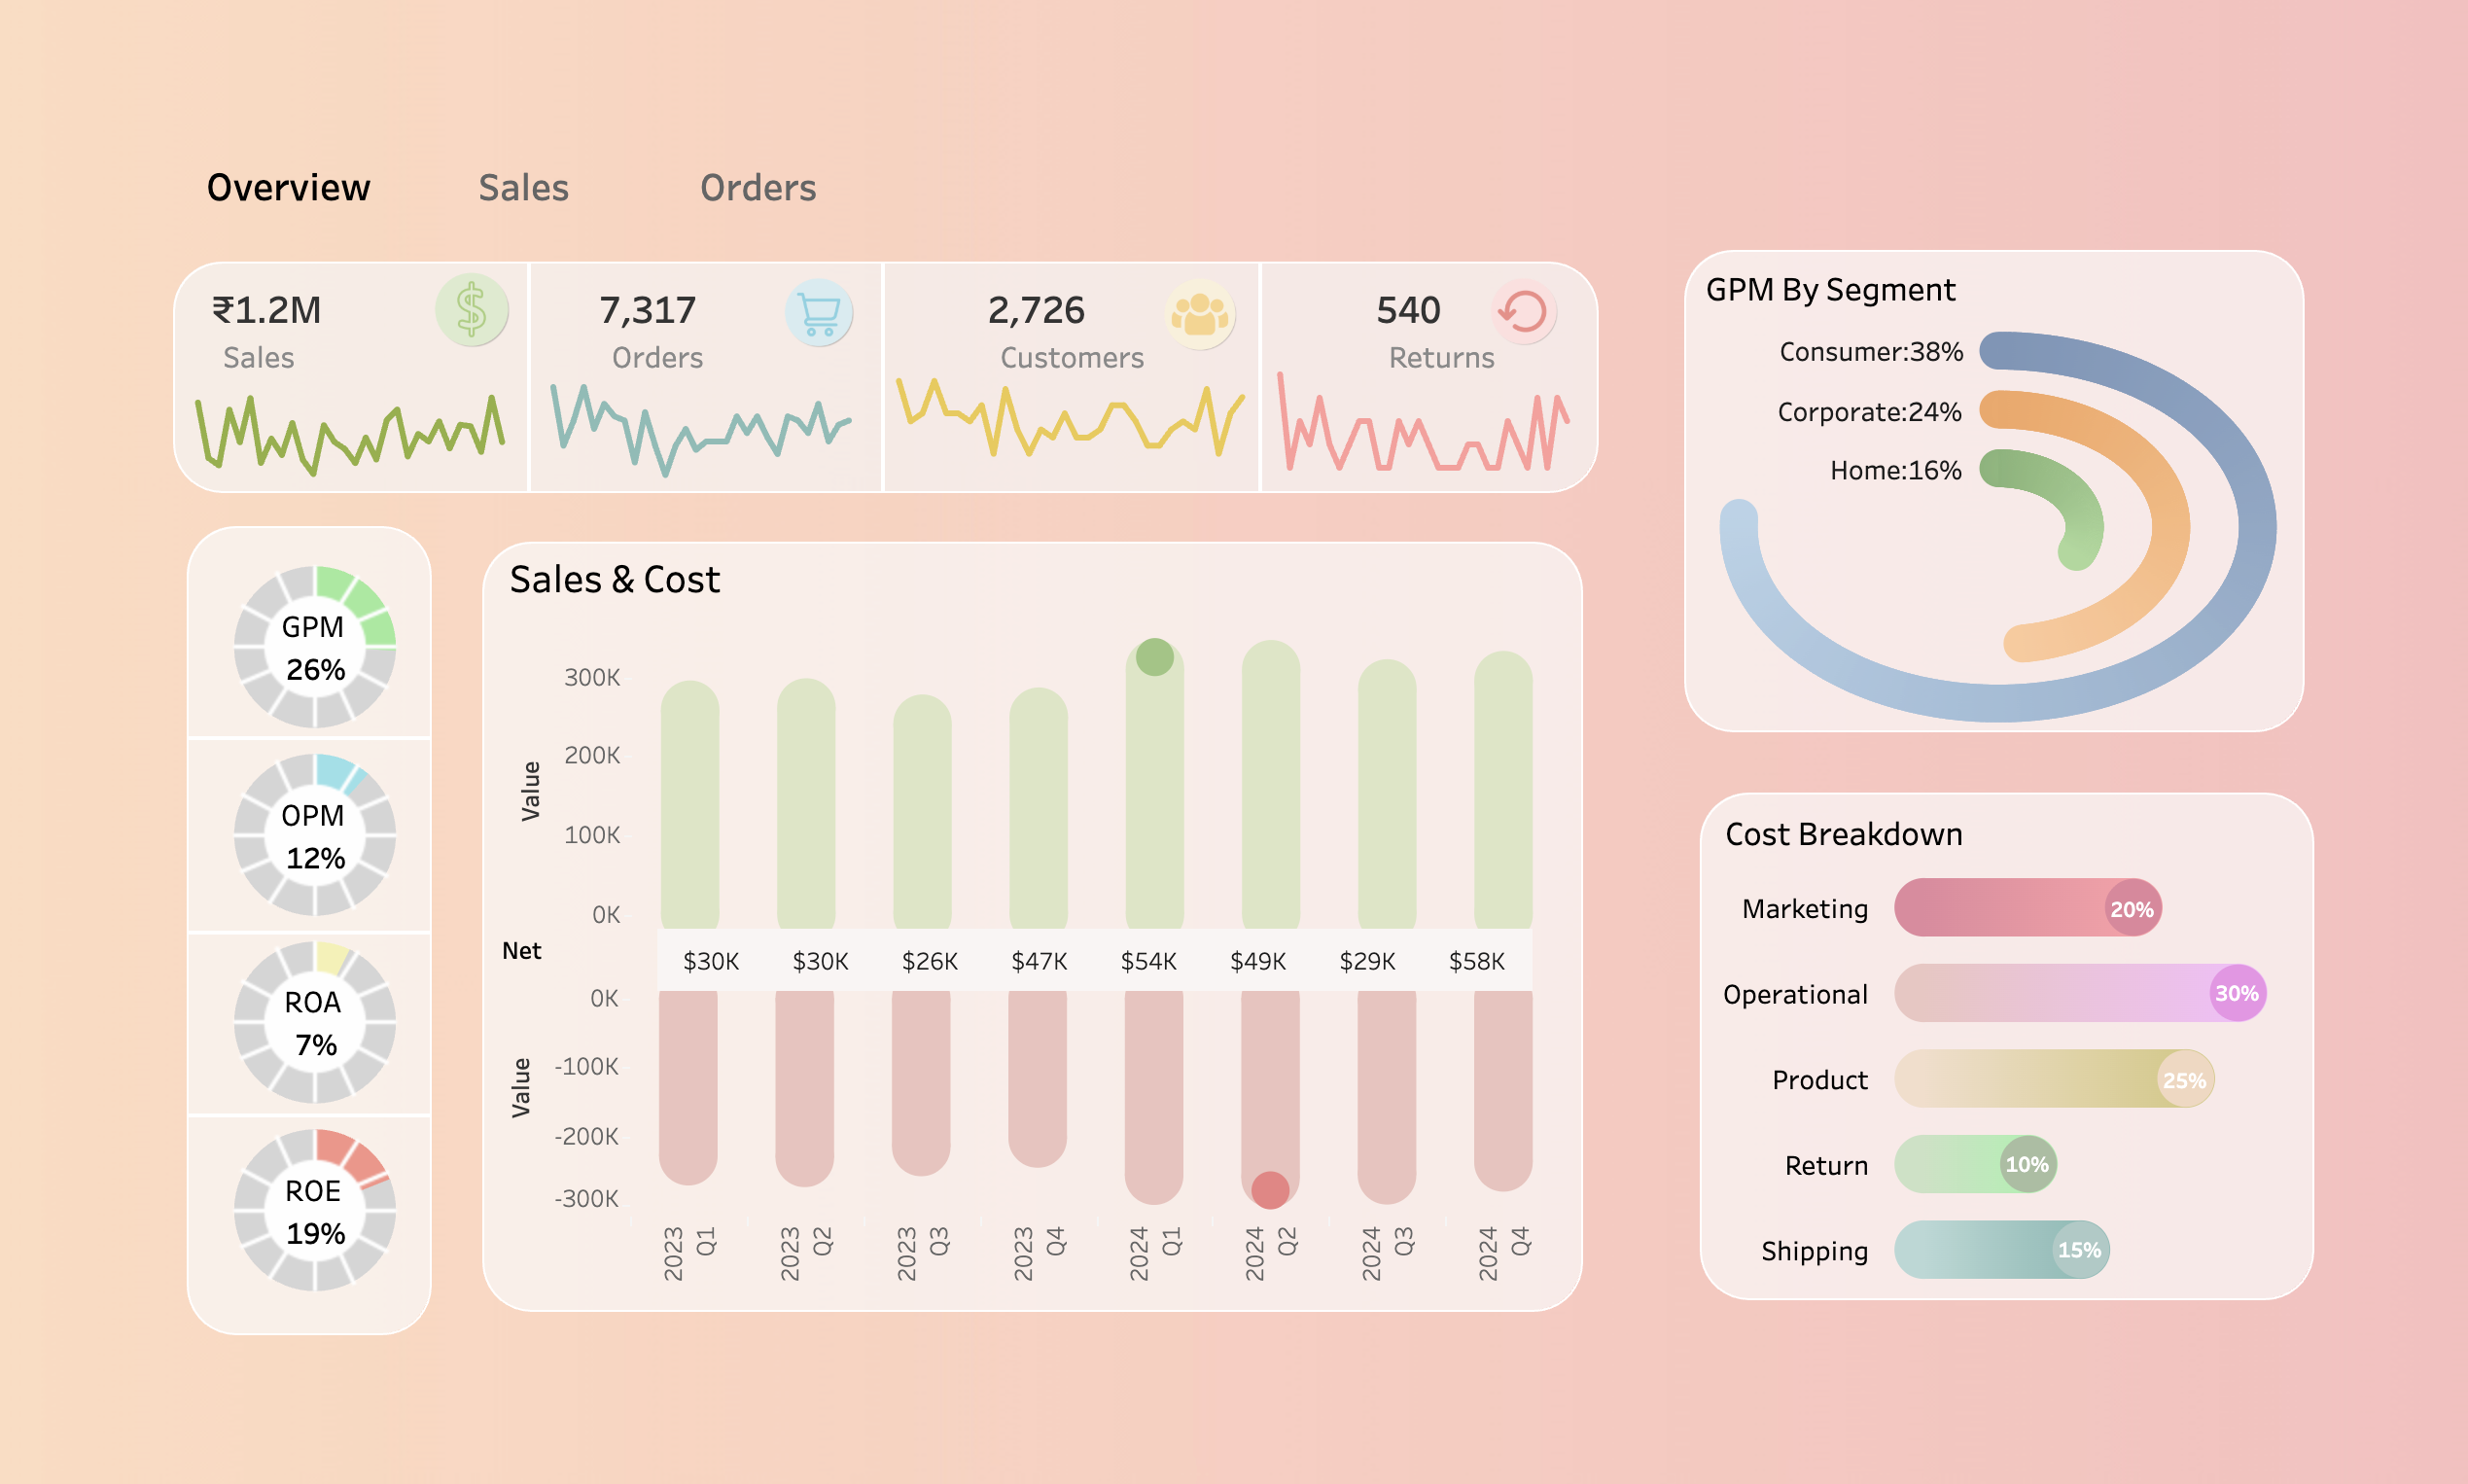 Overview Sales Orders
₹1.2M
Sales
7,317
Orders
2,726
Customers
540
Returns
GPM By Segment
Consumer:38%
Corporate:24%
Home:16%
GPM
26%
OPM
12%
ROA
7%
ROE
19%
Sales & Cost
Value
300K
200K
100K
0K
Net
$30K $30K $26K $47K $54K $49K $29K $58K
Value
0K
-100K
-200K
-300K
2023 Q1
2023 Q2
2023 Q3
2023 Q4
2024 Q1
2024 Q2
2024 Q3
2024 Q4
Cost Breakdown
Marketing 20%
Operational 30%
Product 25%
Return 10%
Shipping 15%